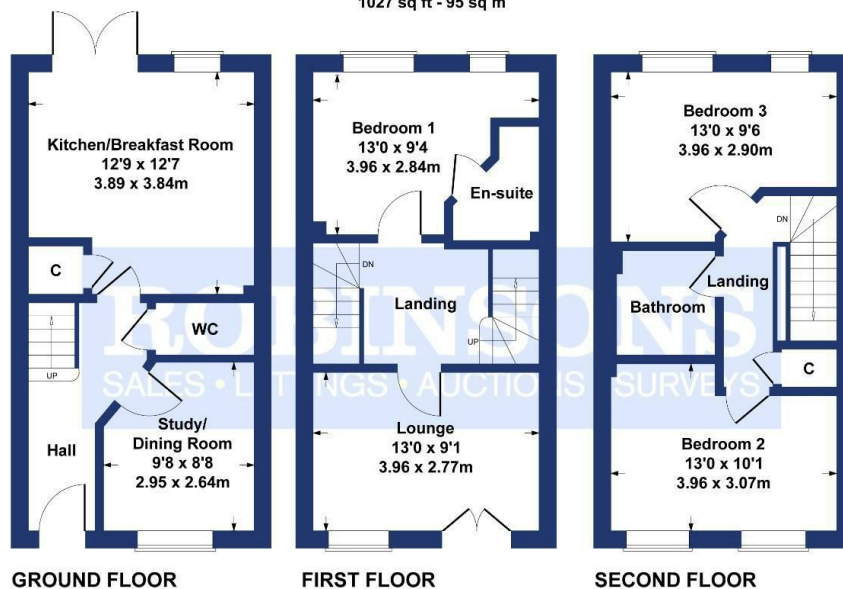 1027 sq ft - 95 sq m
Kitchen/Breakfast Room
12'9 x 12'7
3.89 x 3.84m
C
WC
UP
Hall
Study/
Dining Room
9'8 x 8'8
2.95 x 2.64m
GROUND FLOOR
Bedroom 1
13'0 x 9'4
3.96 x 2.84m
En-suite
DN
Landing
UP
Lounge
13'0 x 9'1
3.96 x 2.77m
FIRST FLOOR
Bedroom 3
13'0 x 9'6
3.96 x 2.90m
DN
Landing
Bathroom
C
Bedroom 2
13'0 x 10'1
3.96 x 3.07m
SECOND FLOOR
ROBINSONS
SALES • LETTINGS • AUCTIONS • SURVEYS